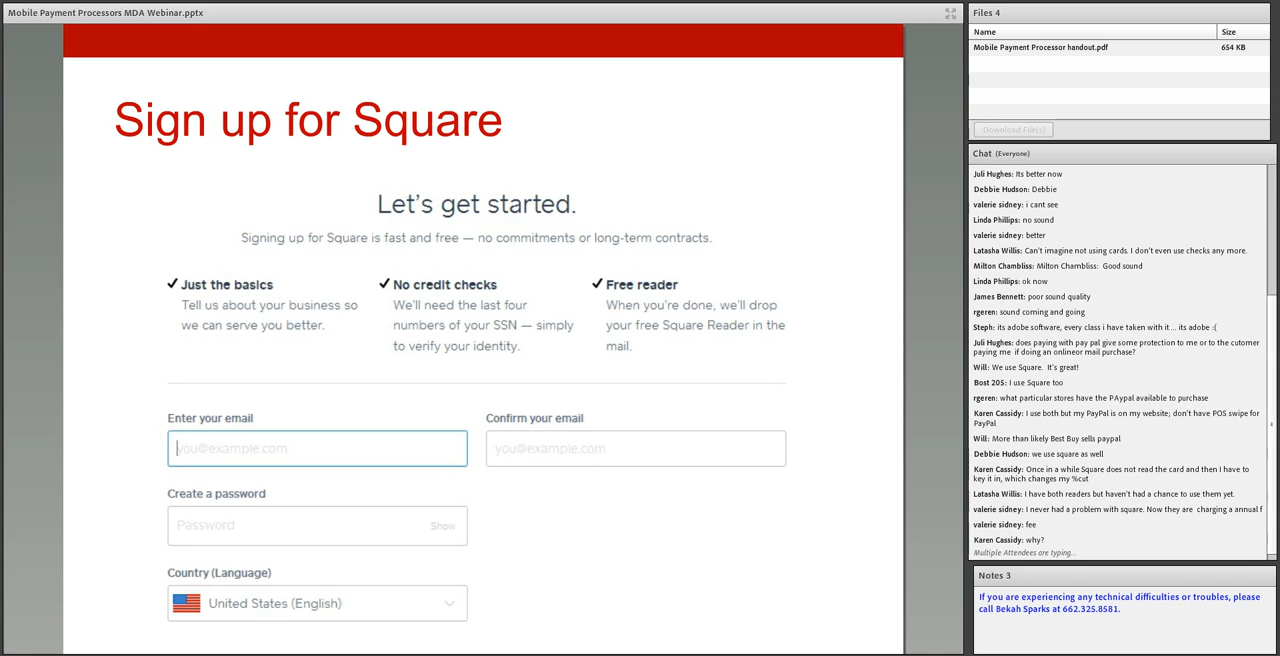 Mobile Payment Processors MDA Webinar.pptx
Sign up for Square
Let's get started.
Signing up for Square is fast and free — no commitments or long-term contracts.
✓ Just the basics
Tell us about your business so
we can serve you better.
✓ No credit checks
We'll need the last four
numbers of your SSN — simply
to verify your identity.
✓ Free reader
When you're done, we'll drop
your free Square Reader in the
mail.
Enter your email
you@example.com
Confirm your email
you@example.com
Create a password
Password Show
Country (Language)
United States (English)
Files 4
Name Size
Mobile Payment Processor handout.pdf 654 KB
Download File(s)
Chat (Everyone)
Juli Hughes: Its better now
Debbie Hudson: Debbie
valerie sidney: i cant see
Linda Phillips: no sound
valerie sidney: better
Latasha Willis: Can't imagine not using cards. I don't even use checks any more.
Milton Chambliss: Milton Chambliss: Good sound
Linda Phillips: ok now
James Bennett: poor sound quality
rgeren: sound coming and going
Steph: its adobe software, every class i have taken with it ... its adobe :(
Juli Hughes: does paying with pay pal give some protection to me or to the cutomer
paying me if doing an onlineor mail purchase?
Will: We use Square. It's great!
Bost 205: I use Square too
rgeren: what particular stores have the PAypal available to purchase
Karen Cassidy: I use both but my PayPal is on my website; don't have POS swipe for
PayPal
Will: More than likely Best Buy sells paypal
Debbie Hudson: we use square as well
Karen Cassidy: Once in a while Square does not read the card and then I have to
key it in, which changes my %cut
Latasha Willis: I have both readers but haven't had a chance to use them yet.
valerie sidney: I never had a problem with square. Now they are charging a annual f
valerie sidney: fee
Karen Cassidy: why?
Multiple Attendees are typing...
Notes 3
If you are experiencing any technical difficulties or troubles, please
call Bekah Sparks at 662.325.8581.